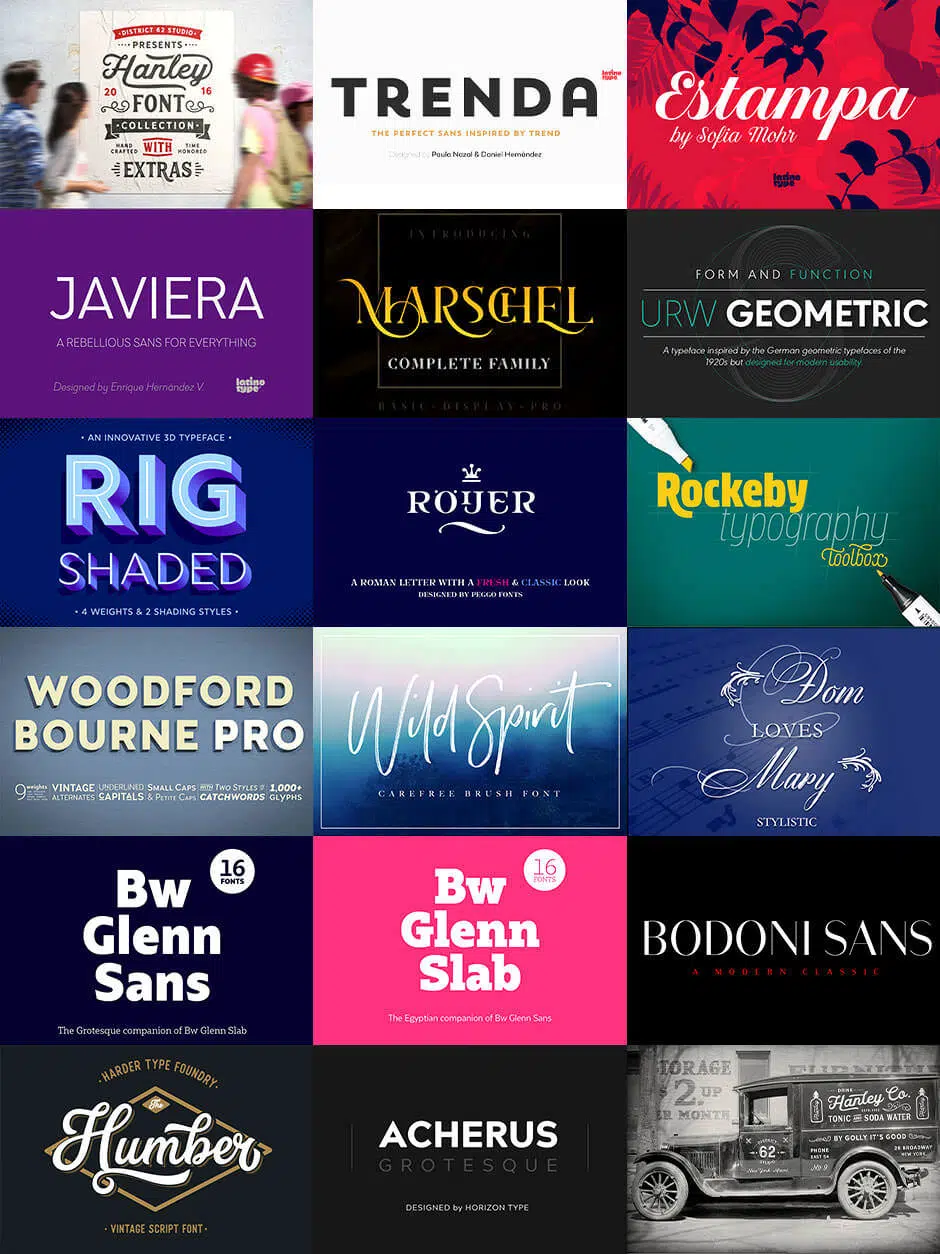 •DISTRICT 62 STUDIO•
PRESENTS
Hanley
20 16
FONT
COLLECTION
HAND CRAFTED WITH TIME HONORED
EXTRAS
TRENDA
latino type
THE PERFECT SANS INSPIRED BY TREND
Designed by Paula Nazal & Daniel Hernández
Estampa
by Sofia Mohr
latino type
JAVIERA
A REBELLIOUS SANS FOR EVERYTHING
Designed by Enrique Hernández V.
latino type
INTRODUCING
MARSCHEL
COMPLETE FAMILY
BASIC • DISPLAY • PRO
FORM AND FUNCTION
URW GEOMETRIC
A typeface inspired by the German geometric typefaces of the
1920s but designed for modern usability.
• AN INNOVATIVE 3D TYPEFACE •
RIG
SHADED
• 4 WEIGHTS & 2 SHADING STYLES •
ROYER
A ROMAN LETTER WITH A FRESH & CLASSIC LOOK
DESIGNED BY PEGGO FONTS
Rockeby
typography
Toolbox
WOODFORD
BOURNE PRO
9 weights
VINTAGE ALTERNATES
UNDERLINED CAPITALS
SMALL CAPS & PETITE CAPS
WITH TWO STYLES OF CATCHWORDS
1,000+ GLYPHS
Wild Spirit
CAREFREE BRUSH FONT
Dom
LOVES
Mary
STYLISTIC
16
FONTS
Bw
Glenn
Sans
The Grotesque companion of Bw Glenn Slab
16
FONTS
Bw
Glenn
Slab
The Egyptian companion of Bw Glenn Sans
BODONI SANS
A MODERN CLASSIC
•HARDER TYPE FOUNDRY•
The
Humber
• VINTAGE SCRIPT FONT •
ACHERUS
GROTESQUE
DESIGNED by HORIZON TYPE
2. UP
MONTH
DRINK
Hanley Co.
TONIC AND SODA WATER
BY GOLLY IT'S GOOD
DISTRICT
62
New York
PHONE
EAST 54
No 9
28 BROADWAY
NEW YORK